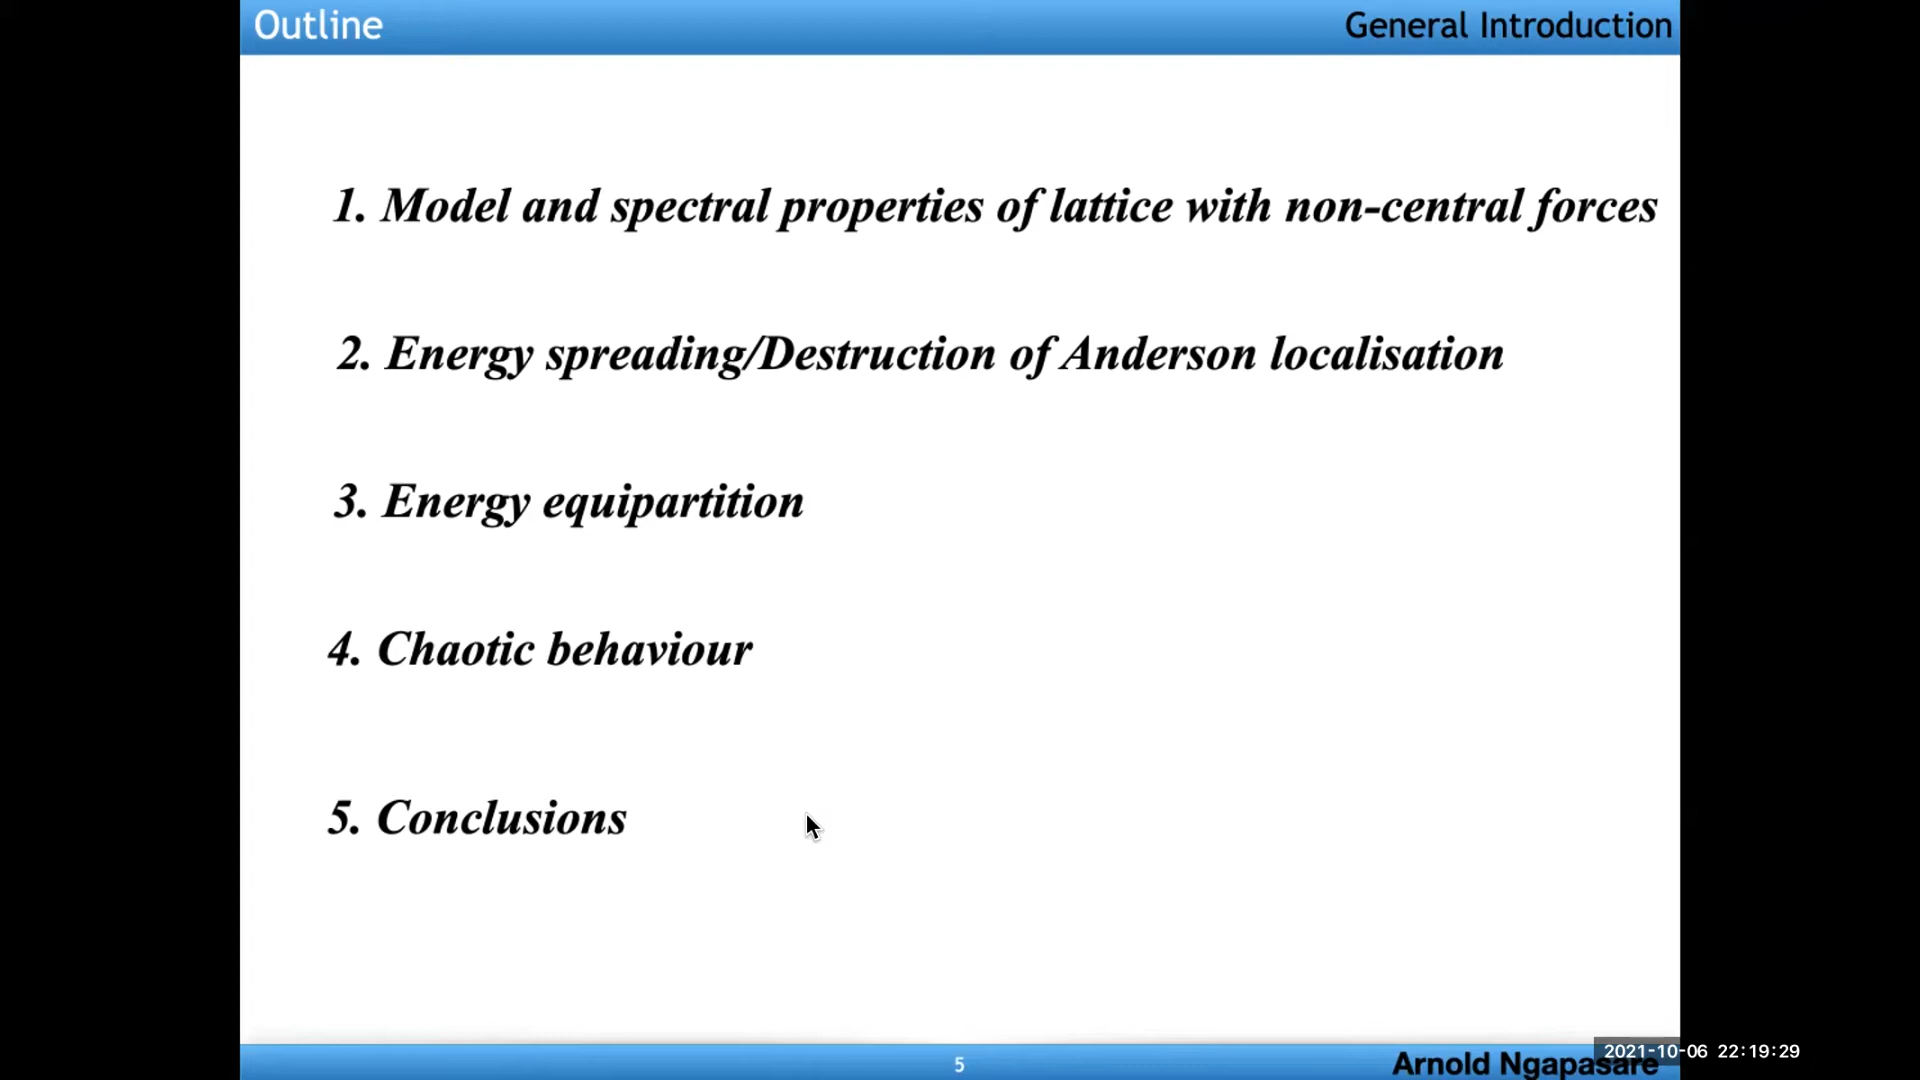 Outline
General Introduction
1. Model and spectral properties of lattice with non-central forces
2. Energy spreading/Destruction of Anderson localisation
3. Energy equipartition
4. Chaotic behaviour
5. Conclusions
5
Arnold Ngapasare
2021-10-06 22:19:29